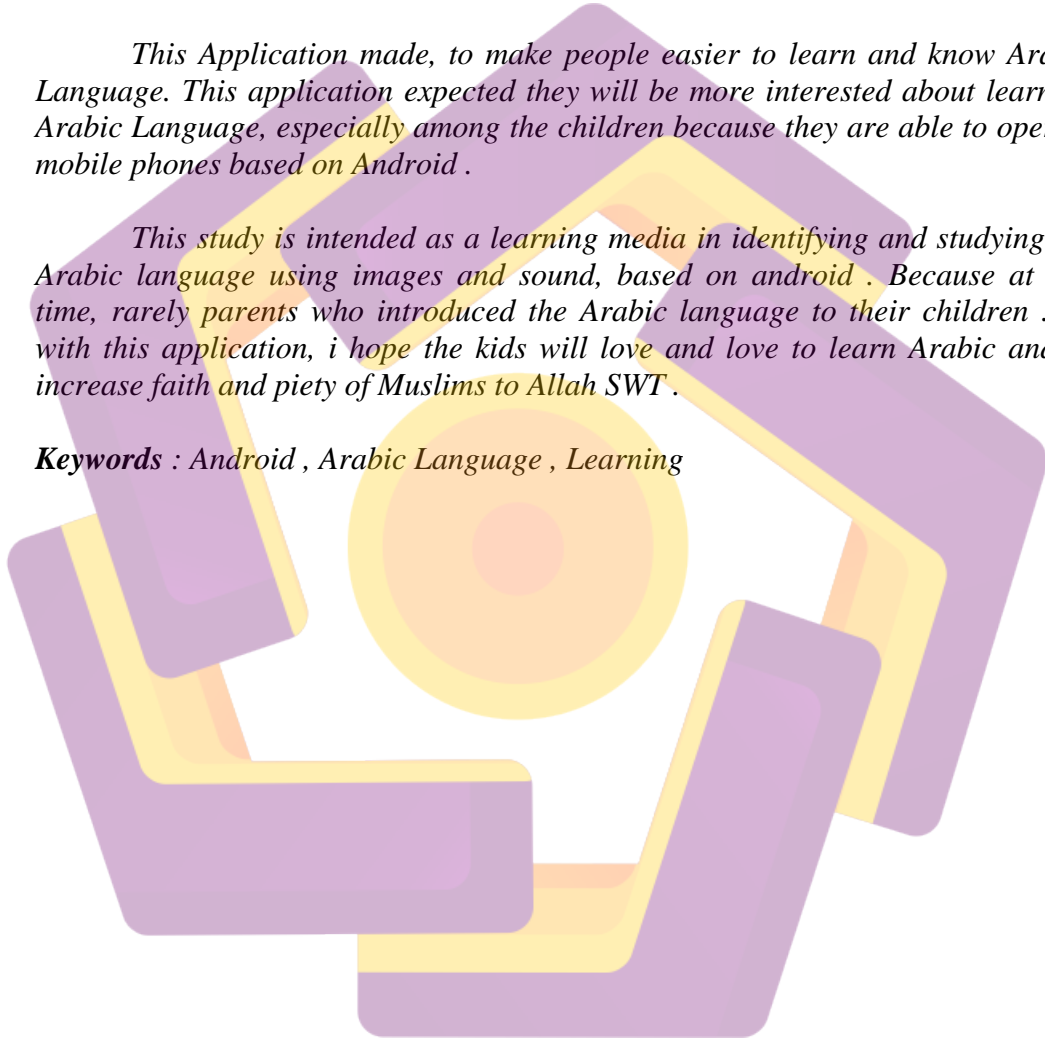 This Application made, to make people easier to learn and know Ara
Language. This application expected they will be more interested about learn
Arabic Language, especially among the children because they are able to ope
mobile phones based on Android .
This study is intended as a learning media in identifying and studying
Arabic language using images and sound, based on android . Because at
time, rarely parents who introduced the Arabic language to their children .
with this application, i hope the kids will love and love to learn Arabic and
increase faith and piety of Muslims to Allah SWT .
Keywords : Android , Arabic Language , Learning